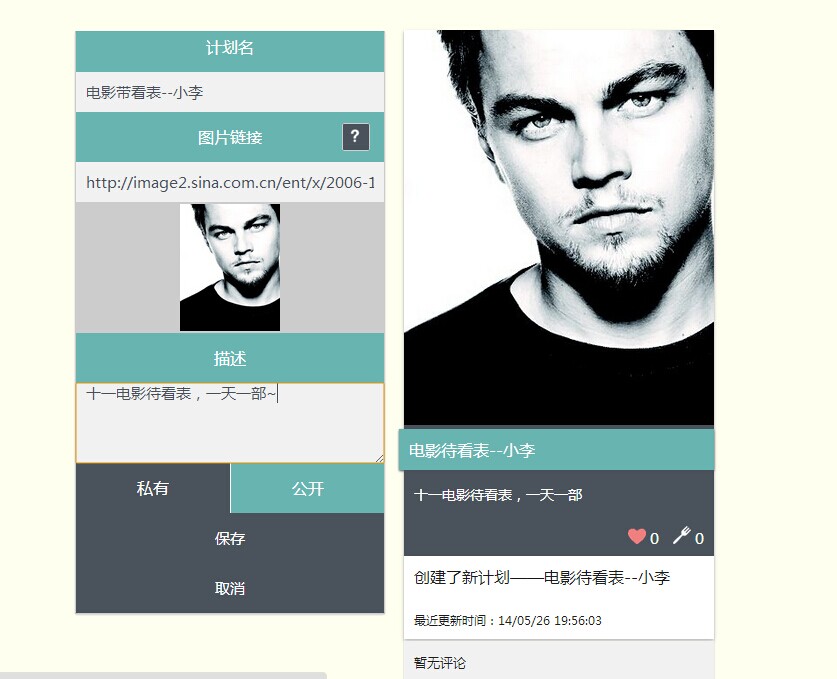 计划名
电影带看表--小李
图片链接
?
http://image2.sina.com.cn/ent/x/2006-1
描述
十一电影待看表，一天一部~
私有
公开
保存
取消
电影待看表--小李
十一电影待看表，一天一部
0
0
创建了新计划——电影待看表--小李
最近更新时间：14/05/26 19:56:03
暂无评论